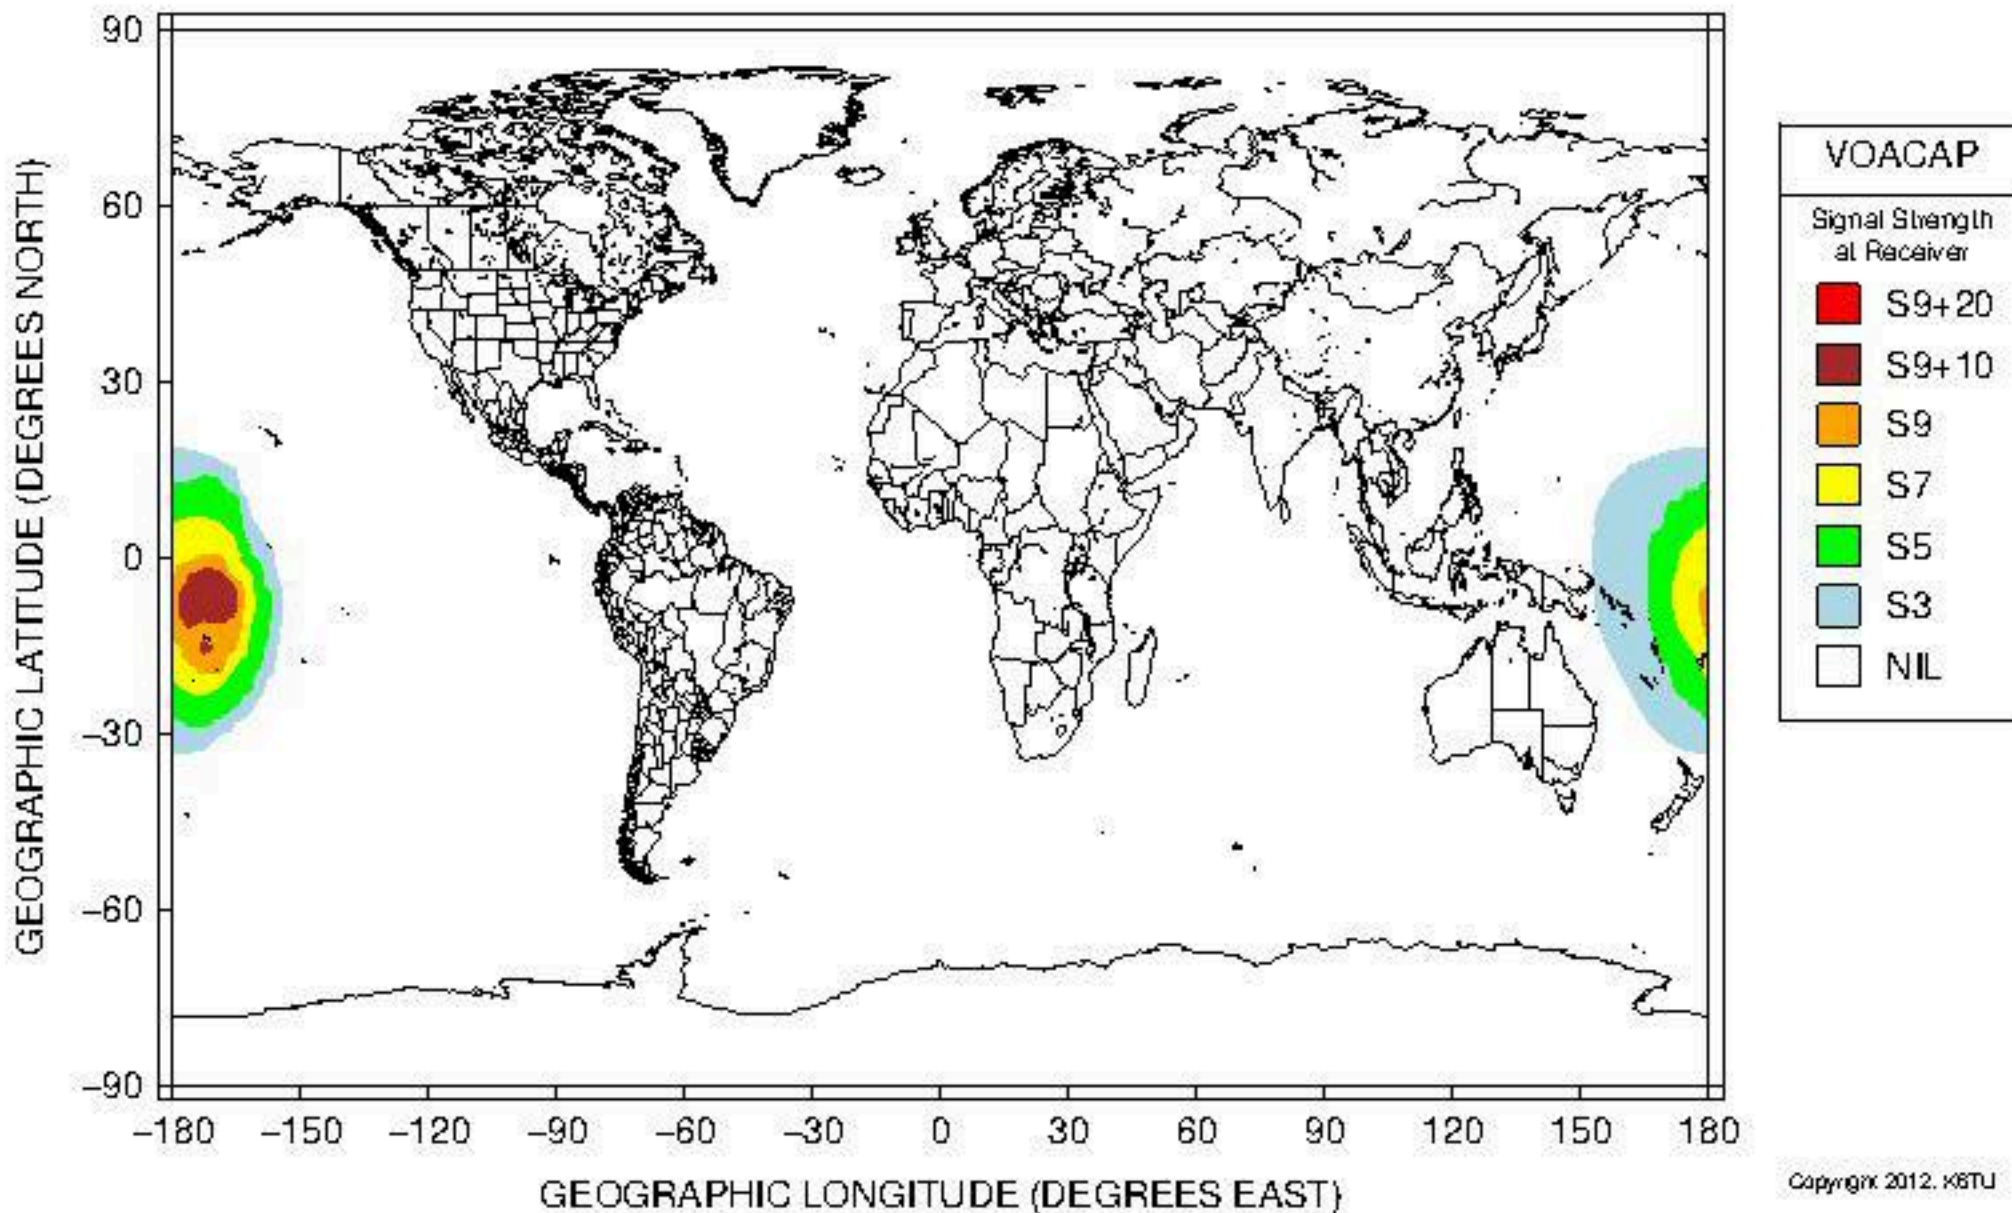 GEOGRAPHIC LATITUDE (DEGREES NORTH)
90
60
30
0
−30
−60
−90
−180 −150 −120 −90 −60 −30 0 30 60 90 120 150 180
GEOGRAPHIC LONGITUDE (DEGREES EAST)
VOACAP
Signal Strength
at Receiver
S9+20
S9+10
S9
S7
S5
S3
NIL
Copyright 2012, K6TU